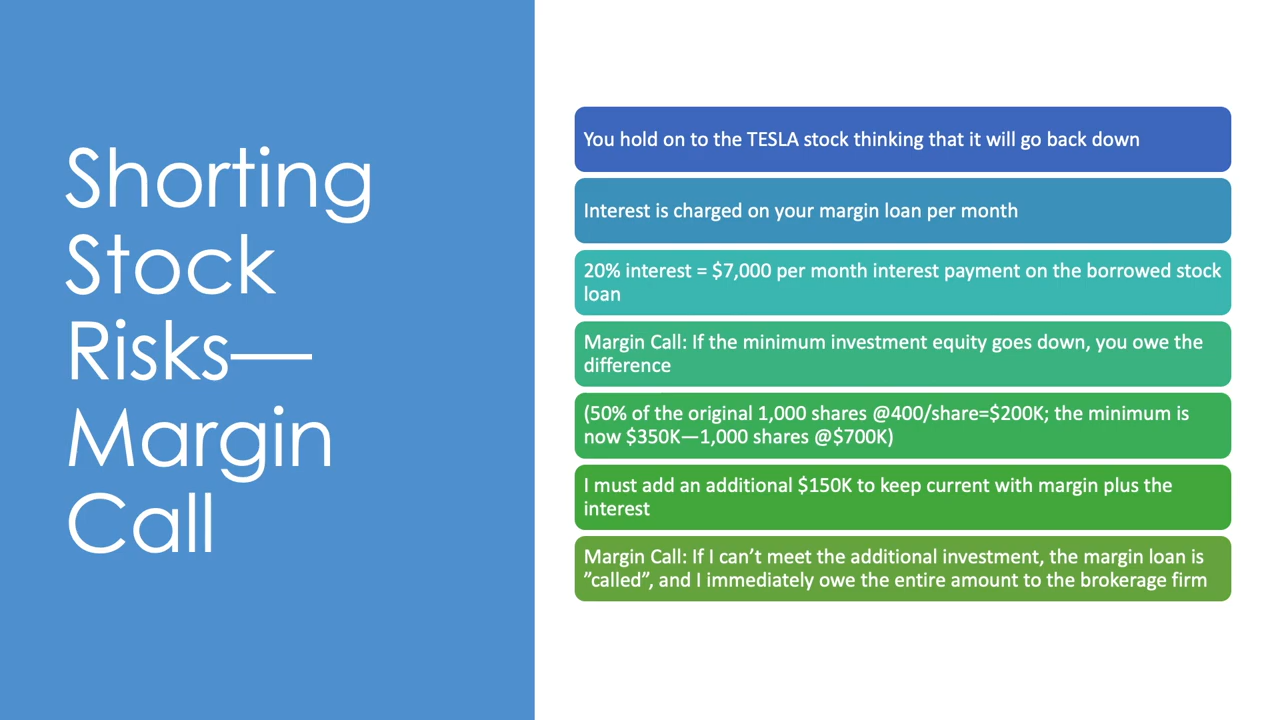 Shorting
Stock
Risks—
Margin
Call
You hold on to the TESLA stock thinking that it will go back down
Interest is charged on your margin loan per month
20% interest = $7,000 per month interest payment on the borrowed stock
loan
Margin Call: If the minimum investment equity goes down, you owe the
difference
(50% of the original 1,000 shares @400/share=$200K; the minimum is
now $350K—1,000 shares @$700K)
I must add an additional $150K to keep current with margin plus the
interest
Margin Call: If I can’t meet the additional investment, the margin loan is
”called”, and I immediately owe the entire amount to the brokerage firm